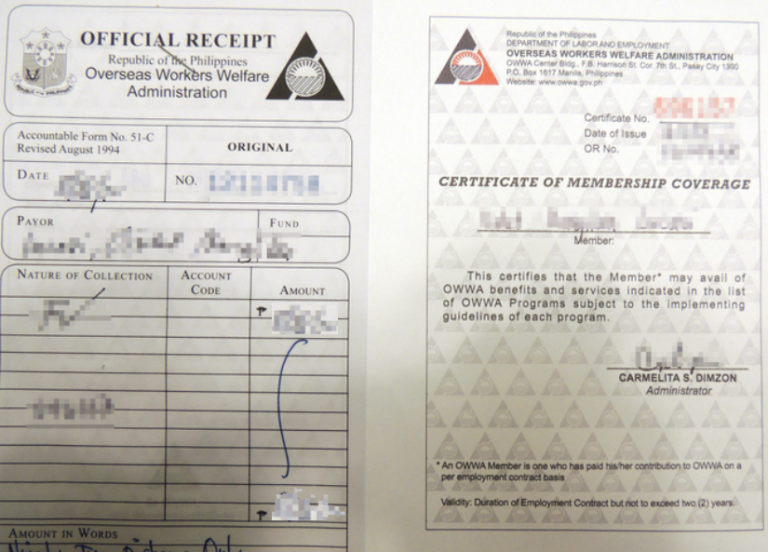 OFFICIAL RECEIPT
Republic of the Philippines
Overseas Workers Welfare
Administration
Accountable Form No. 51-C
Revised August 1994
ORIGINAL
DATE
NO.
PAYOR
FUND
NATURE OF COLLECTION
ACCOUNT
CODE
AMOUNT
₱
₱
AMOUNT IN WORDS
Republic of the Philippines
DEPARTMENT OF LABOR AND EMPLOYMENT
OVERSEAS WORKERS WELFARE ADMINISTRATION
OWWA Center Bldg., F.B. Harrison St. Cor. 7th St., Pasay City 1300
P.O. Box 1617 Manila, Philippines
Website: www.owwa.gov.ph
Certificate No.
Date of Issue
OR No.
CERTIFICATE OF MEMBERSHIP COVERAGE
Member:
This certifies that the Member* may avail of
OWWA benefits and services indicated in the list
of OWWA Programs subject to the implementing
guidelines of each program.
CARMELITA S. DIMZON
Administrator
* An OWWA Member is one who has paid his/her contribution to OWWA on a
per employment contract basis
Validity: Duration of Employment Contract but not to exceed two (2) years.